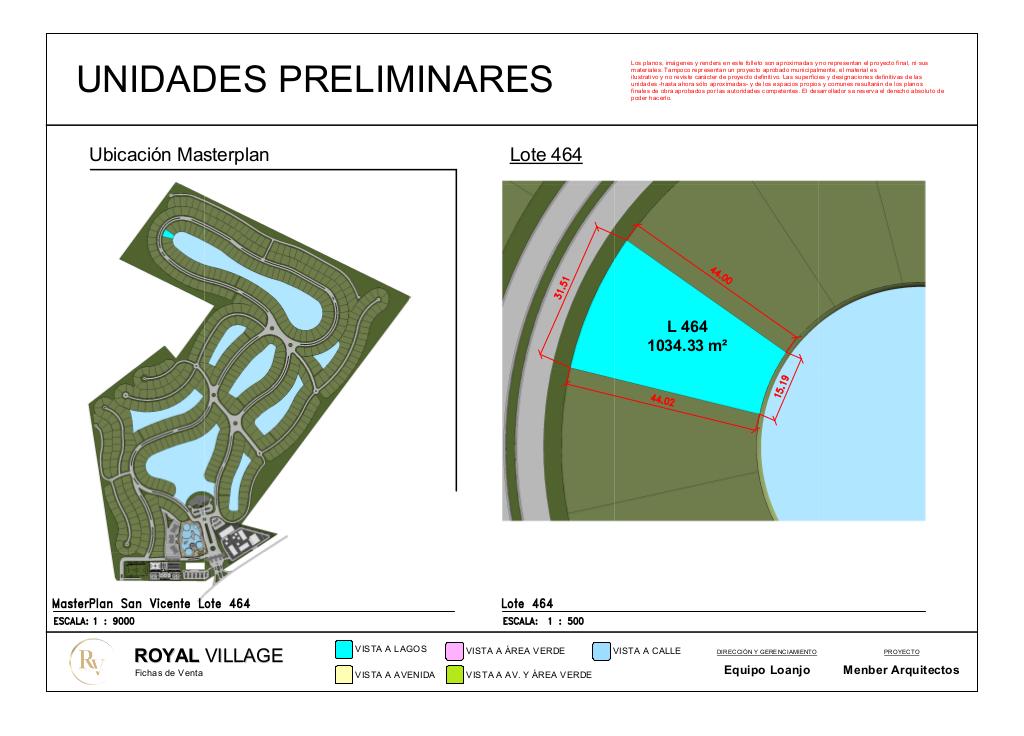 UNIDADES PRELIMINARES
Los planos, imágenes y renders en este folleto son aproximadas y no representan el proyecto final, ni sus
materiales. Tampoco representan un proyecto aprobado municipalmente, el material es
ilustrativo y no reviste carácter de proyecto definitivo. Las superficies y designaciones definitivas de las
unidades -hasta ahora sólo aproximadas- y de los espacios propios y comunes resultarán de los planos
finales de obra aprobados por las autoridades competentes. El desarrollador se reserva el derecho absoluto de
poder hacerlo.
Ubicación Masterplan
Lote 464
31.51
44.00
L 464
1034.33 m²
15.19
44.02
MasterPlan San Vicente Lote 464
ESCALA: 1 : 9000
Lote 464
ESCALA: 1 : 500
RV
ROYAL VILLAGE
Fichas de Venta
VISTA A LAGOS
VISTA A ÁREA VERDE
VISTA A CALLE
VISTA A AVENIDA
VISTA A AV. Y ÁREA VERDE
DIRECCIÓN Y GERENCIAMIENTO
Equipo Loanjo
PROYECTO
Menber Arquitectos